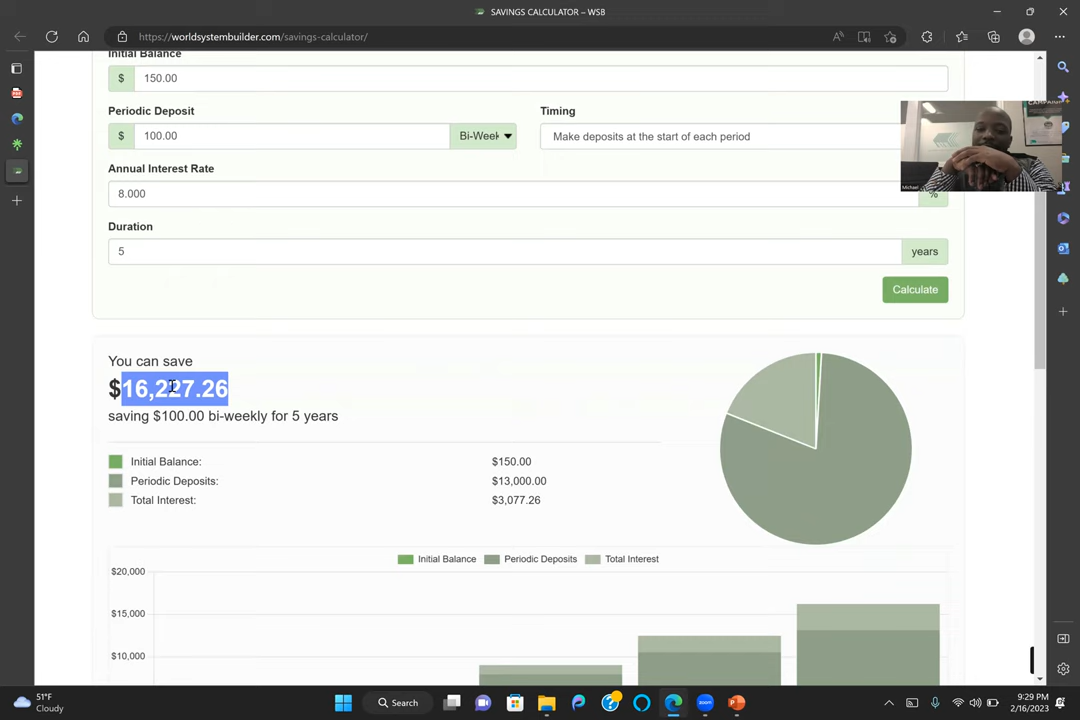 SAVINGS CALCULATOR – WSB
https://worldsystembuilder.com/savings-calculator/
Initial Balance
$ 150.00
Periodic Deposit
Timing
$ 100.00
Bi-Week
Make deposits at the start of each period
Annual Interest Rate
8.000
%
Duration
5
years
Calculate
Michael
You can save
$16,227.26
saving $100.00 bi-weekly for 5 years
Initial Balance: $150.00
Periodic Deposits: $13,000.00
Total Interest: $3,077.26
Initial Balance Periodic Deposits Total Interest
$20,000
$15,000
$10,000
51°F
Cloudy
Search
9:29 PM
2/16/2023